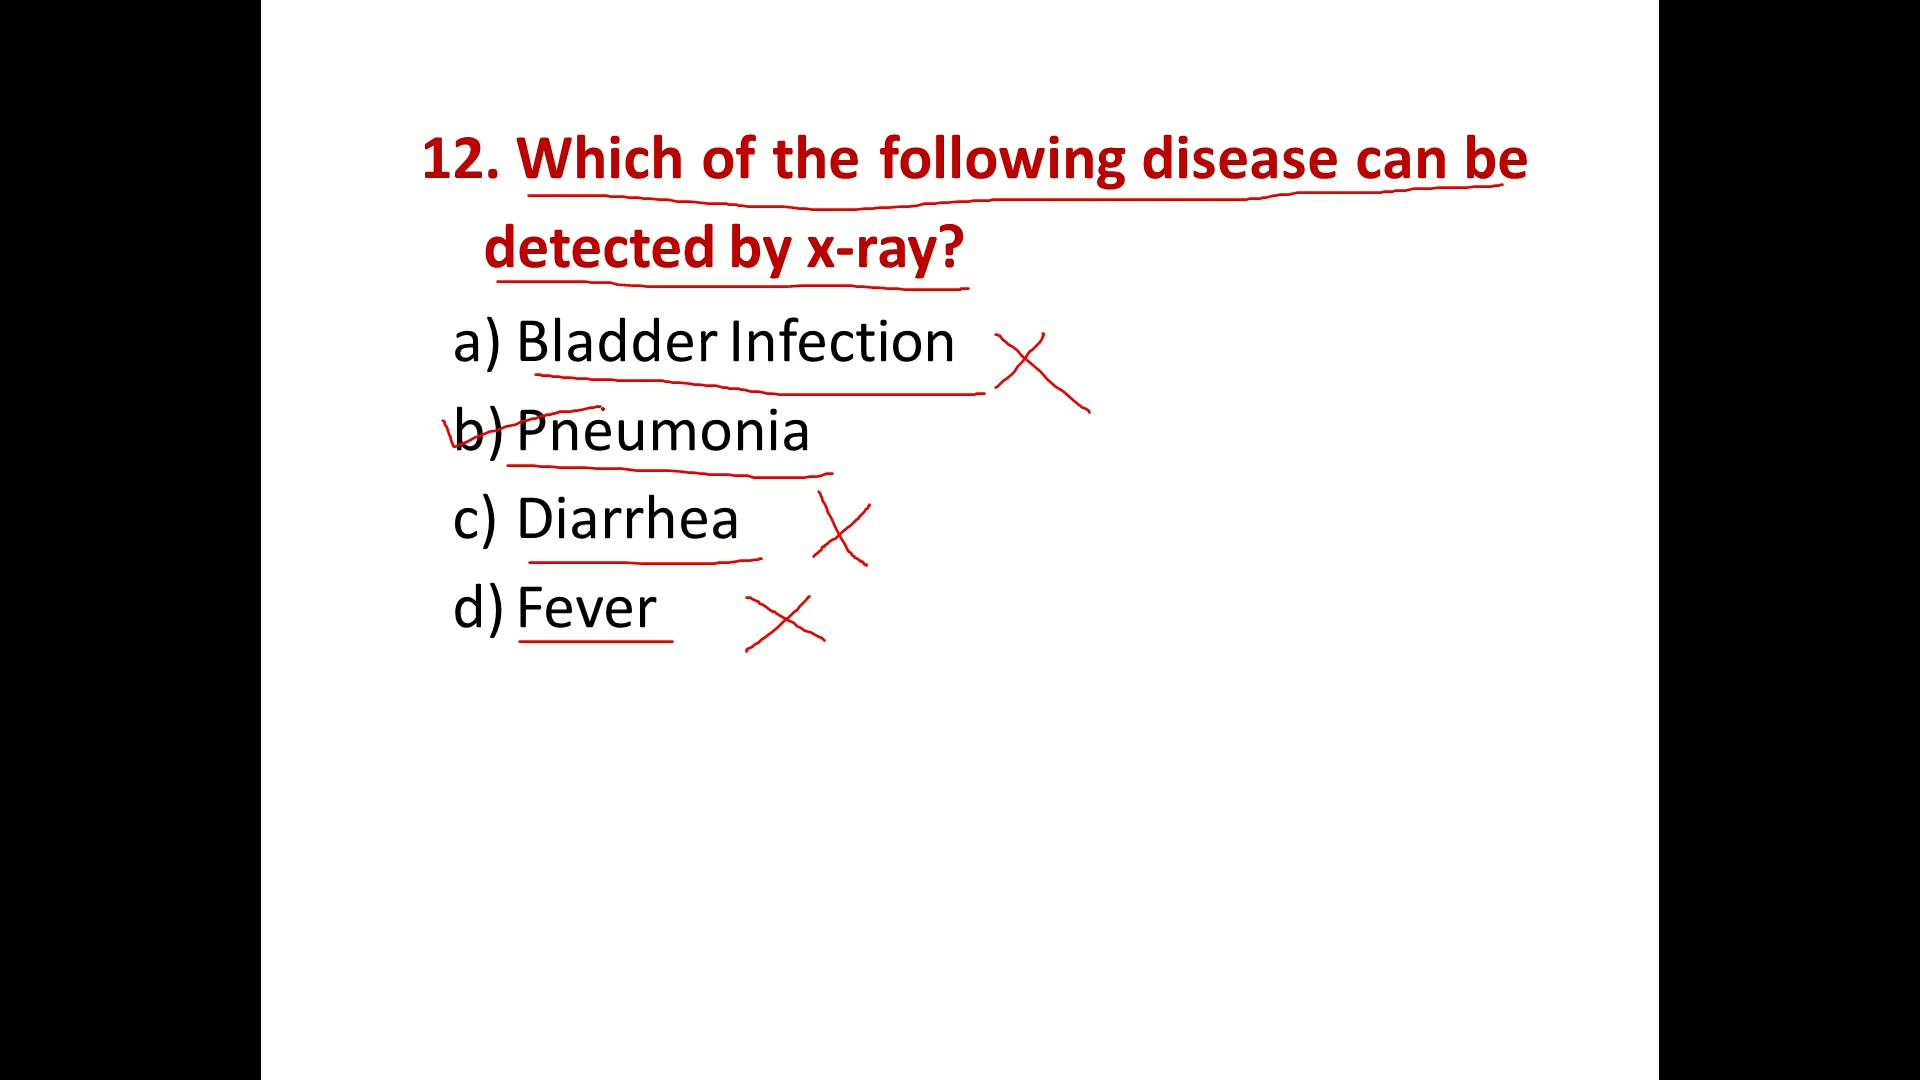 12. Which of the following disease can be
detected by x-ray?
a) Bladder Infection
b) Pneumonia
c) Diarrhea
d) Fever